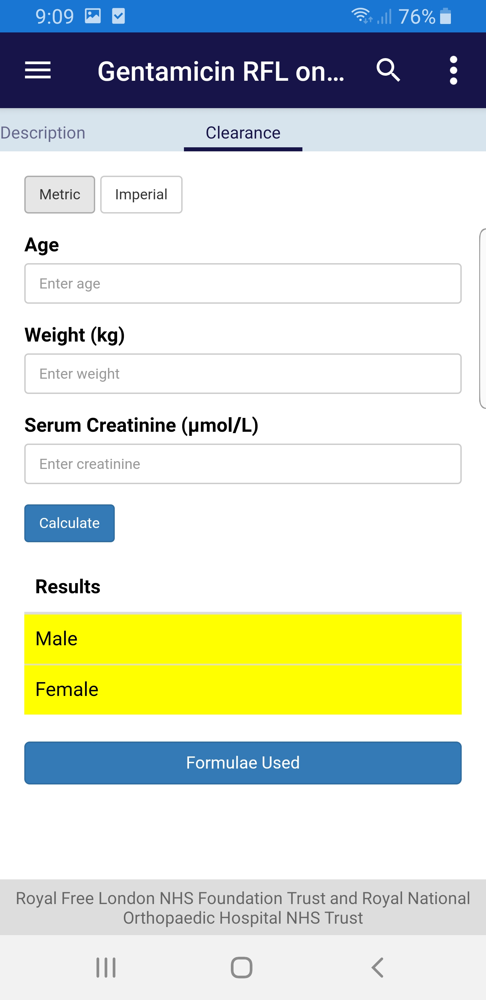 9:09
76%
Gentamicin RFL on...
Description
Clearance
Metric
Imperial
Age
Enter age
Weight (kg)
Enter weight
Serum Creatinine (µmol/L)
Enter creatinine
Calculate
Results
Male
Female
Formulae Used
Royal Free London NHS Foundation Trust and Royal National
Orthopaedic Hospital NHS Trust